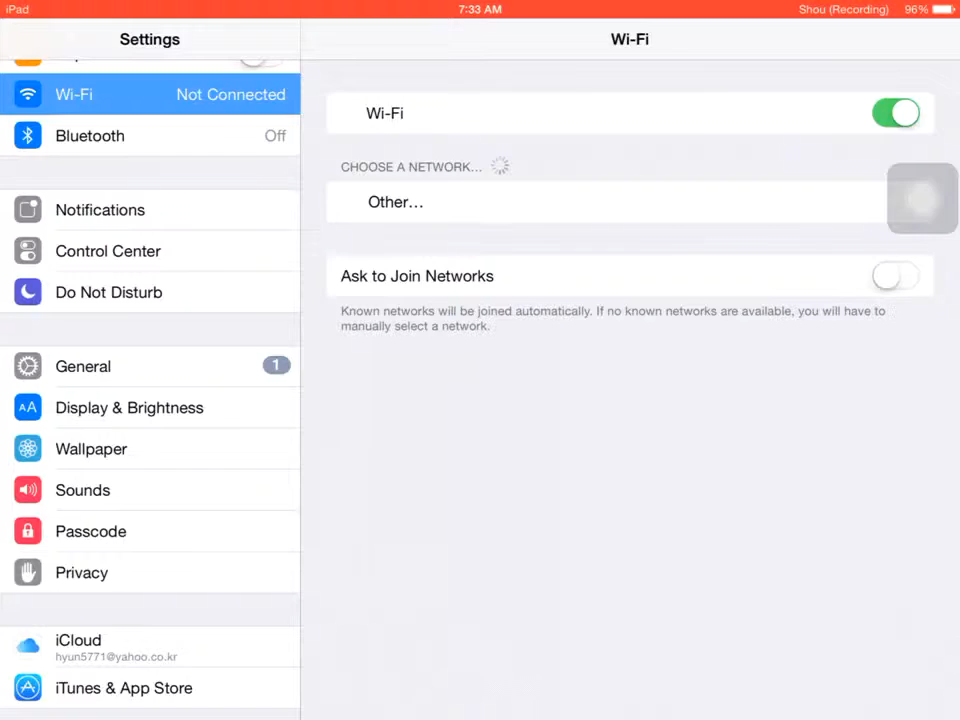 iPad 7:33 AM Shou (Recording) 96%
Settings
Wi-Fi
Wi-Fi Not Connected
Bluetooth Off
Notifications
Control Center
Do Not Disturb
General 1
AA Display & Brightness
Wallpaper
Sounds
Passcode
Privacy
iCloud
hyun5771@yahoo.co.kr
iTunes & App Store
Wi-Fi
CHOOSE A NETWORK...
Other...
Ask to Join Networks
Known networks will be joined automatically. If no known networks are available, you will have to
manually select a network.